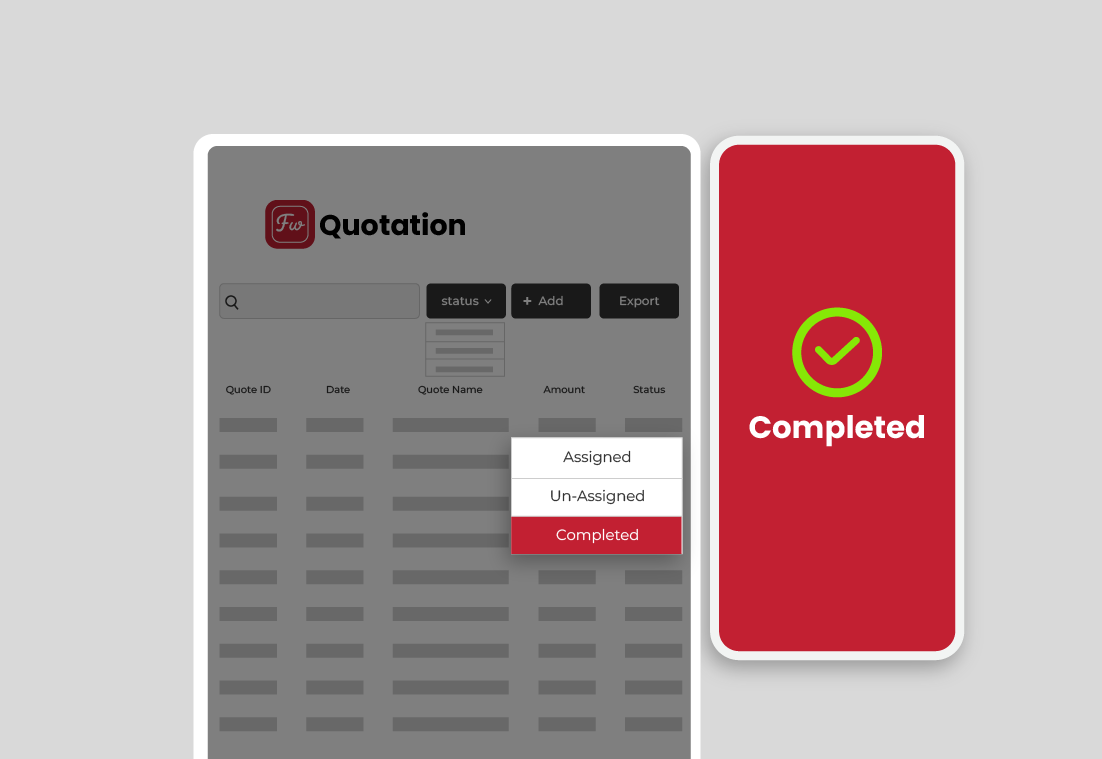 Fw Quotation
status + Add Export
Quote ID Date Quote Name Amount Status
Assigned
Un-Assigned
Completed
Completed